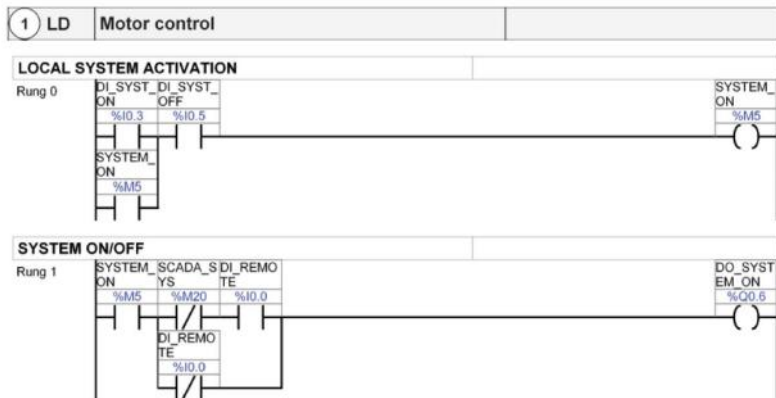 1 LD Motor control
LOCAL SYSTEM ACTIVATION
Rung 0
DI_SYST_ DI_SYST_ SYSTEM_
ON OFF ON
%I0.3 %I0.5 %M5
SYSTEM_
ON
%M5
SYSTEM ON/OFF
Rung 1
SYSTEM_ SCADA_S DI_REMO DO_SYST
ON YS TE EM_ON
%M5 %M20 %I0.0 %Q0.6
DI_REMO
TE
%I0.0